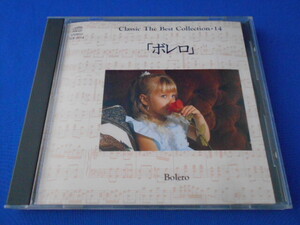 Classic The Best Collection-14
「ボレロ」
Bolero